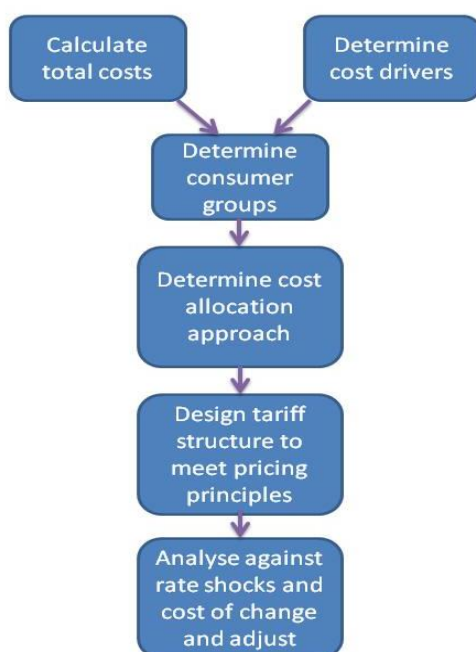 Calculate
total costs
Determine
cost drivers
Determine
consumer
groups
Determine cost
allocation
approach
Design tariff
structure to
meet pricing
principles
Analyse against
rate shocks and
cost of change
and adjust